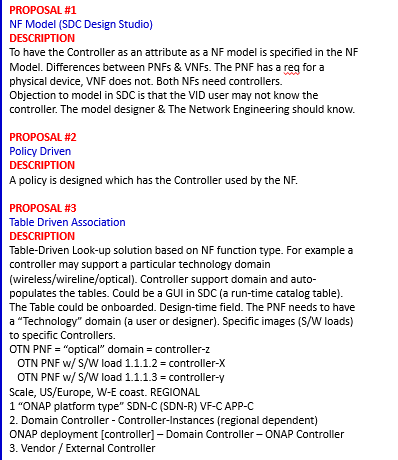 PROPOSAL #1
NF Model (SDC Design Studio)
DESCRIPTION
To have the Controller as an attribute as a NF model is specified in the NF
Model. Differences between PNFs & VNFs. The PNF has a req for a
physical device, VNF does not. Both NFs need controllers.
Objection to model in SDC is that the VID user may not know the
controller. The model designer & The Network Engineering should know.
PROPOSAL #2
Policy Driven
DESCRIPTION
A policy is designed which has the Controller used by the NF.
PROPOSAL #3
Table Driven Association
DESCRIPTION
Table-Driven Look-up solution based on NF function type. For example a
controller may support a particular technology domain
(wireless/wireline/optical). Controller support domain and auto-
populates the tables. Could be a GUI in SDC (a run-time catalog table).
The Table could be onboarded. Design-time field. The PNF needs to have
a “Technology” domain (a user or designer). Specific images (S/W loads)
to specific Controllers.
OTN PNF = “optical” domain = controller-z
OTN PNF w/ S/W load 1.1.1.2 = controller-X
OTN PNF w/ S/W load 1.1.1.3 = controller-y
Scale, US/Europe, W-E coast. REGIONAL
1 “ONAP platform type” SDN-C (SDN-R) VF-C APP-C
2. Domain Controller - Controller-Instances (regional dependent)
ONAP deployment [controller] – Domain Controller – ONAP Controller
3. Vendor / External Controller